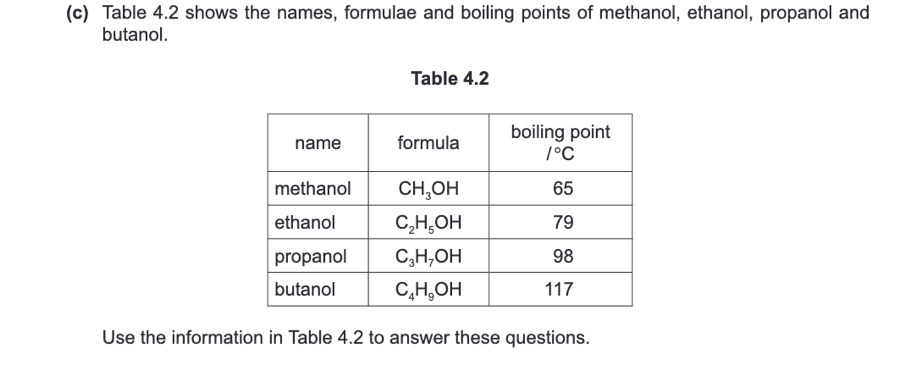 (c) Table 4.2 shows the names, formulae and boiling points of methanol, ethanol, propanol and
butanol.
Table 4.2
name formula boiling point
/°C
methanol CH₃OH 65
ethanol C₂H₅OH 79
propanol C₃H₇OH 98
butanol C₄H₉OH 117
Use the information in Table 4.2 to answer these questions.